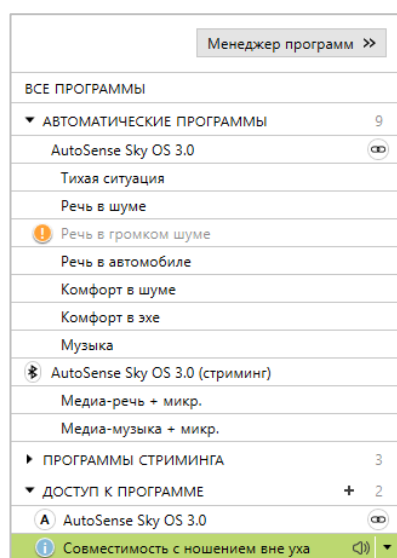 Менеджер программ »
ВСЕ ПРОГРАММЫ
АВТОМАТИЧЕСКИЕ ПРОГРАММЫ 9
AutoSense Sky OS 3.0
Тихая ситуация
Речь в шуме
Речь в громком шуме
Речь в автомобиле
Комфорт в шуме
Комфорт в эхе
Музыка
AutoSense Sky OS 3.0 (стриминг)
Медиа-речь + микр.
Медиа-музыка + микр.
ПРОГРАММЫ СТРИМИНГА 3
ДОСТУП К ПРОГРАММЕ + 2
A AutoSense Sky OS 3.0
Совместимость с ношением вне уха